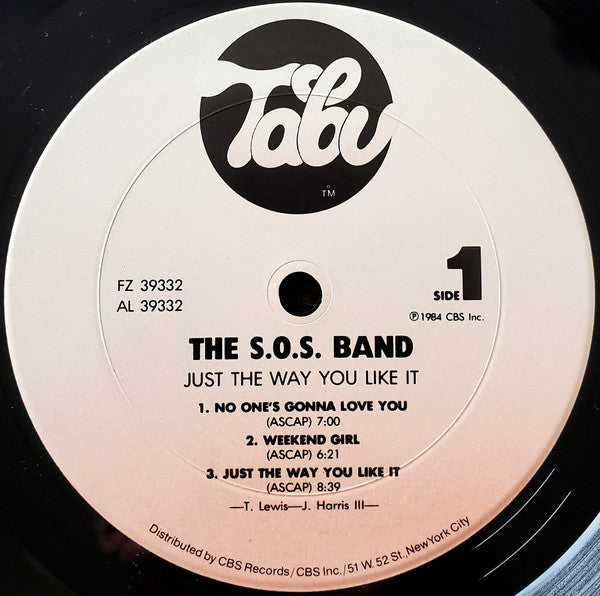 Tabu
TM
FZ 39332
AL 39332
SIDE 1
℗ 1984 CBS Inc.
THE S.O.S. BAND
JUST THE WAY YOU LIKE IT
1. NO ONE'S GONNA LOVE YOU
(ASCAP) 7:00
2. WEEKEND GIRL
(ASCAP) 6:21
3. JUST THE WAY YOU LIKE IT
(ASCAP) 8:39
—T. Lewis—J. Harris III—
Distributed by CBS Records/CBS Inc./51 W. 52 St. New York City